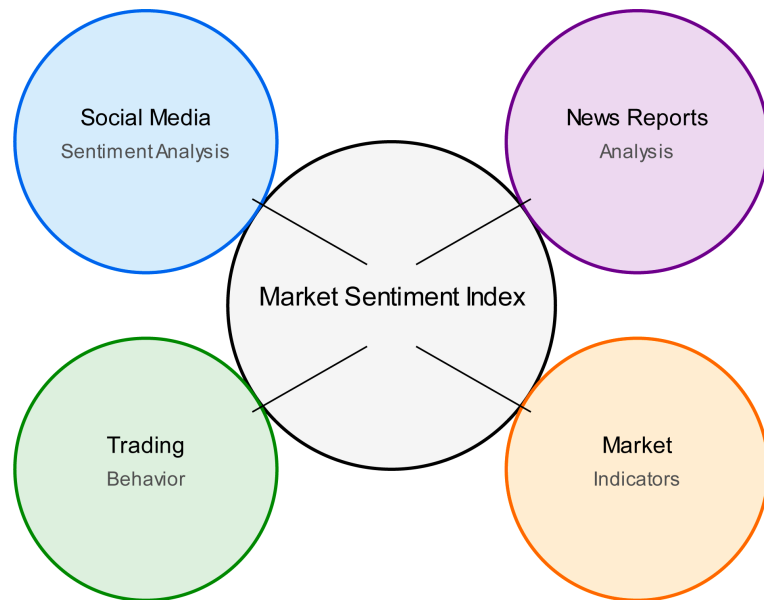 Social Media
Sentiment Analysis
News Reports
Analysis
Market Sentiment Index
Trading
Behavior
Market
Indicators